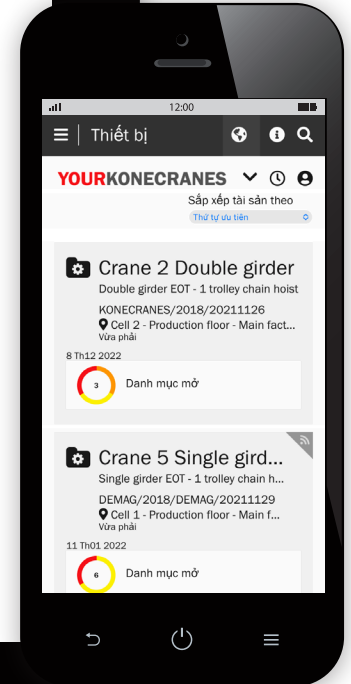 12:00
Thiết bị
YOURKONECRANES
Sắp xếp tài sản theo
Thứ tự ưu tiên
Crane 2 Double girder
Double girder EOT - 1 trolley chain hoist
KONECRANES/2018/20211126
Cell 2 - Production floor - Main fact...
Vừa phải
8 Th12 2022
3
Danh mục mở
Crane 5 Single gird...
Single girder EOT - 1 trolley chain h...
DEMAG/2018/DEMAG/20211129
Cell 1 - Production floor - Main f...
Vừa phải
11 Th01 2022
6
Danh mục mở